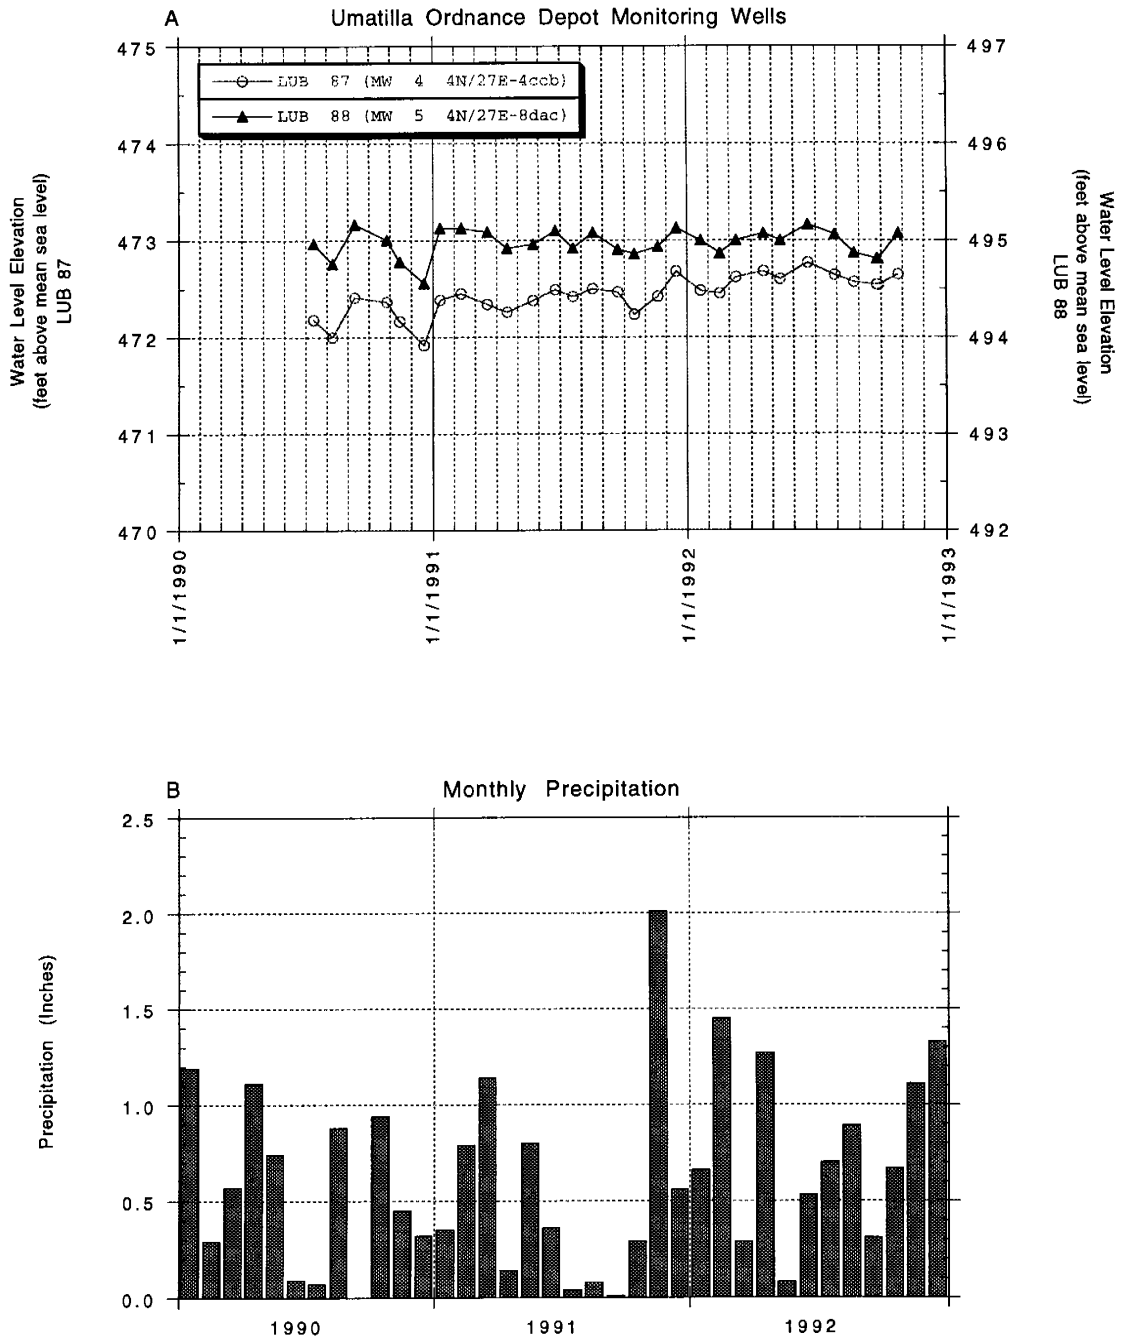 A
Umatilla Ordnance Depot Monitoring Wells
475
474
473
472
471
470
497
496
495
494
493
492
LUB 87 (MW 4 4N/27E-4ccb)
LUB 88 (MW 5 4N/27E-8dac)
Water Level Elevation
(feet above mean sea level)
LUB 87
Water Level Elevation
(feet above mean sea level)
LUB 88
1/1/1990
1/1/1991
1/1/1992
1/1/1993
B
Monthly Precipitation
2.5
2.0
1.5
1.0
0.5
0.0
Precipitation (Inches)
1990
1991
1992